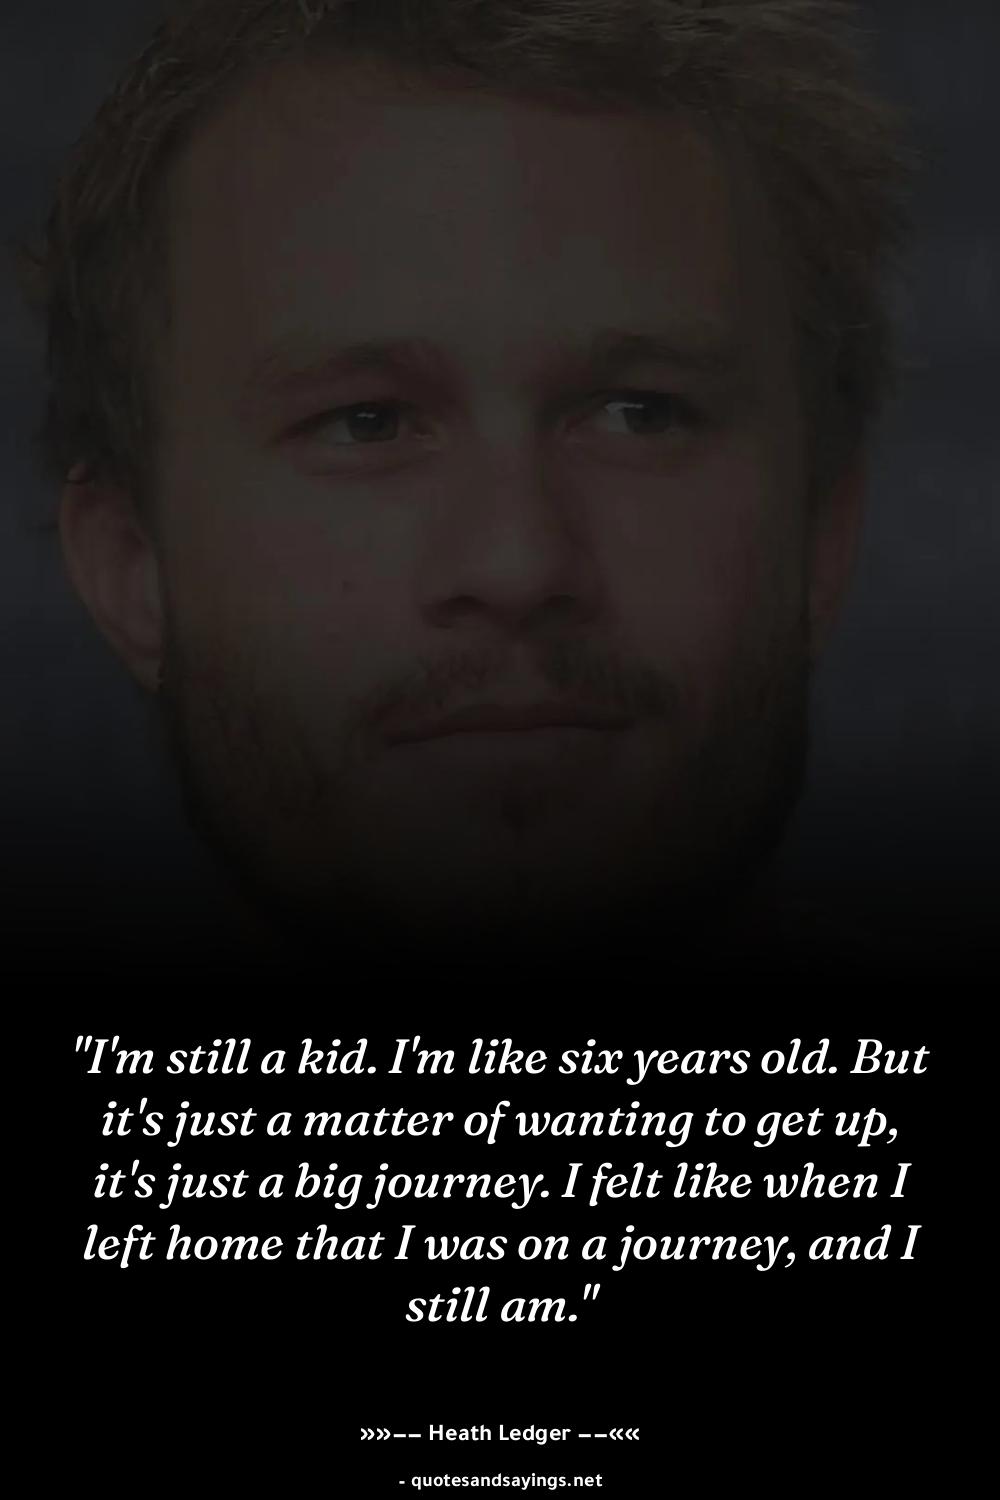 "I'm still a kid. I'm like six years old. But
it's just a matter of wanting to get up,
it's just a big journey. I felt like when I
left home that I was on a journey, and I
still am."
»»–– Heath Ledger ––««
- quotesandsayings.net